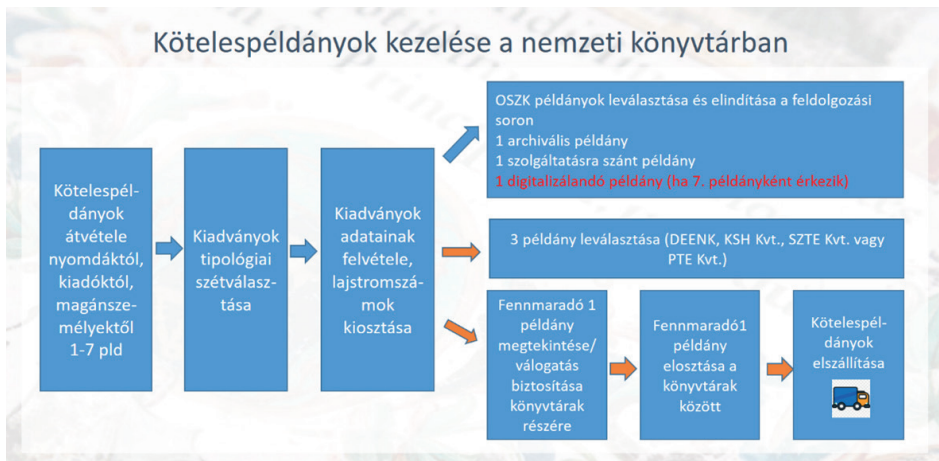 Kötelespéldányok kezelése a nemzeti könyvtárban
Kötelespél-
dányok
átvétele
nyomdáktól,
kiadóktól,
magánsze-
mélyektől
1-7 pld
Kiadványok
tipológiai
szétválasz-
tása
Kiadványok
adatainak
felvétele,
lajstromszá-
mok
kiosztása
OSZK példányok leválasztása és elindítása a feldolgozási
soron
1 archivális példány
1 szolgáltatásra szánt példány
1 digitalizálandó példány (ha 7. példányként érkezik)
3 példány leválasztása (DEENK, KSH Kvt., SZTE Kvt. vagy
PTE Kvt.)
Fennmaradó 1
példány
megtekintése/
válogatás
biztosítása
könyvtárak
részére
Fennmaradó1
példány
elosztása a
könyvtárak
között
Kötelespél-
dányok
elszállítása